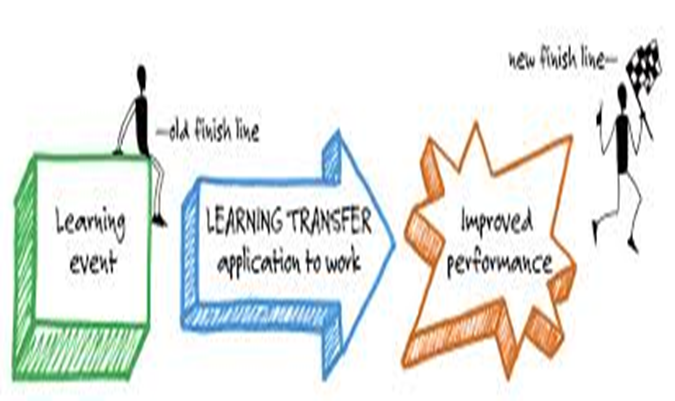 new finish line
old finish line
Learning
event
LEARNING TRANSFER
application to work
Improved
performance